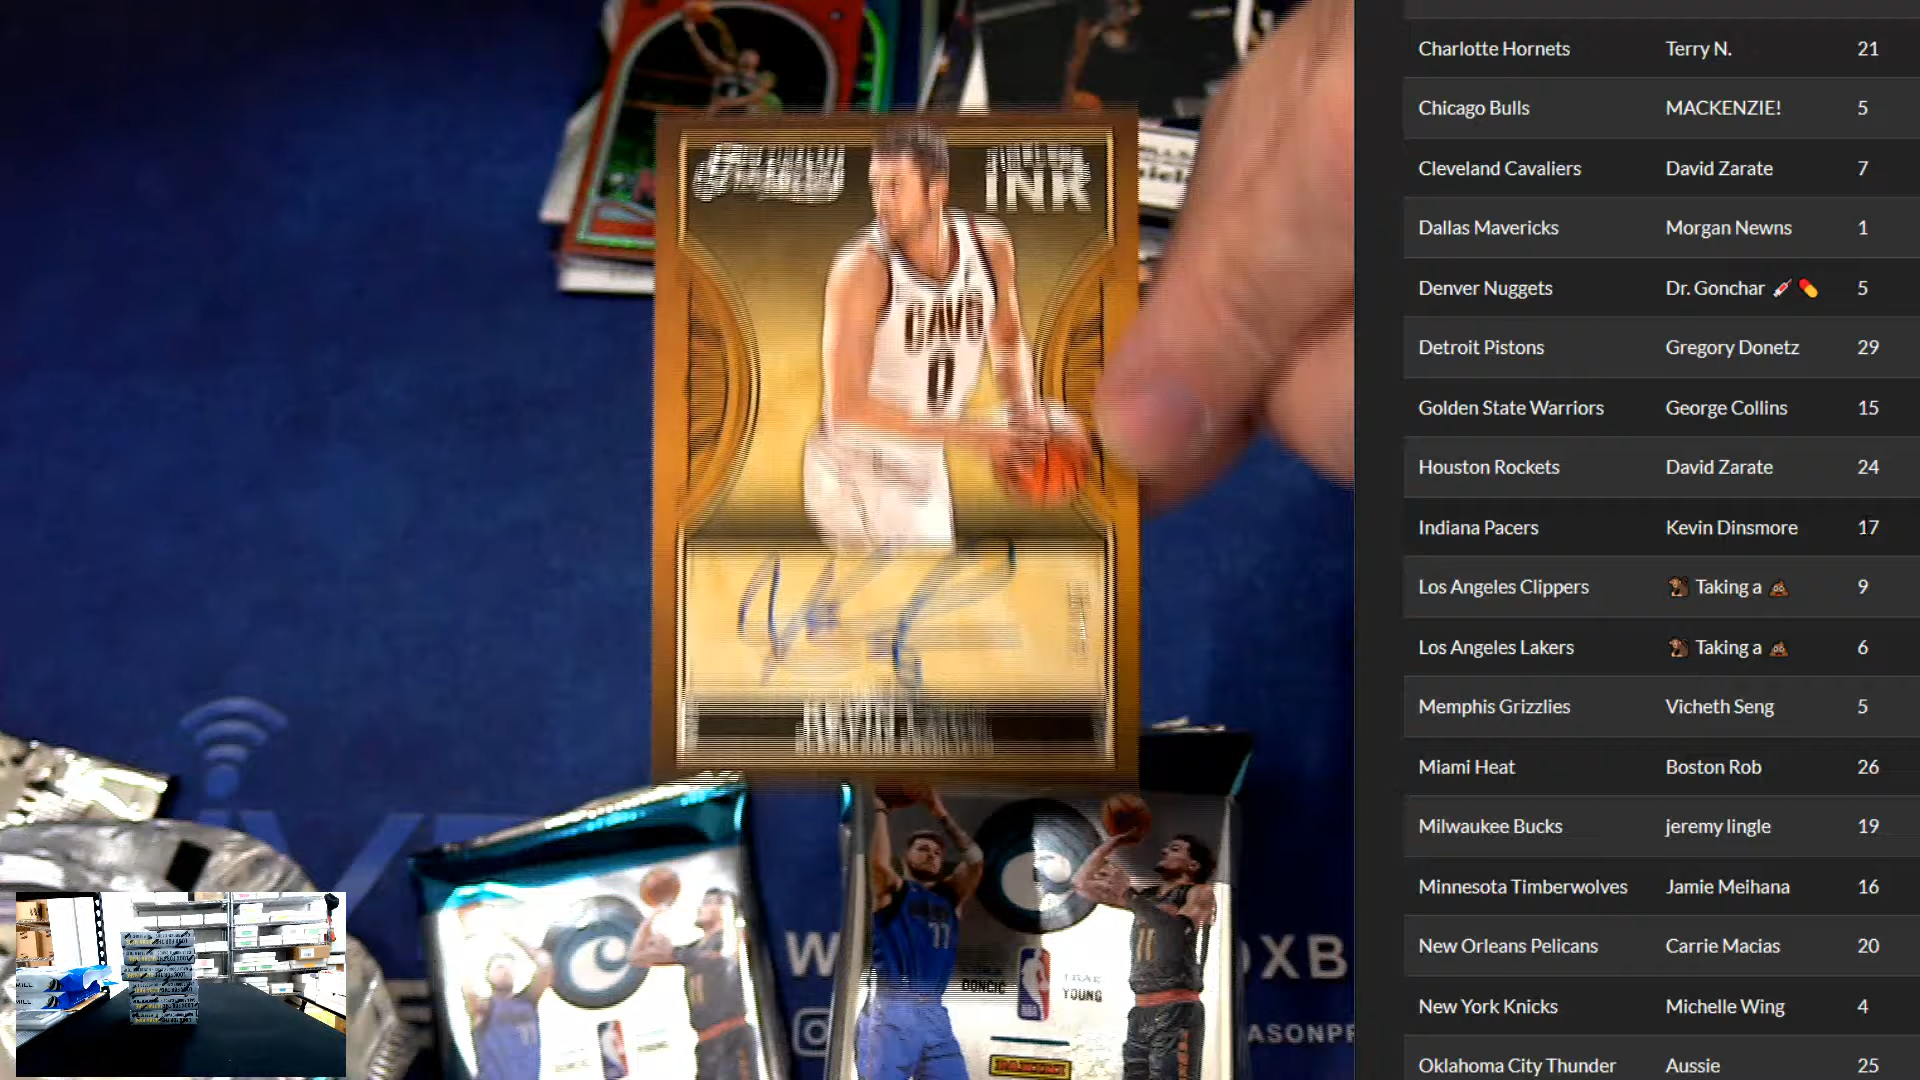 INK
CAVS
0
77
DONCIC
TRAE
YOUNG
11
NBA
PANINI
Charlotte Hornets Terry N. 21
Chicago Bulls MACKENZIE! 5
Cleveland Cavaliers David Zarate 7
Dallas Mavericks Morgan Newns 1
Denver Nuggets Dr. Gonchar 💉 💊 5
Detroit Pistons Gregory Donetz 29
Golden State Warriors George Collins 15
Houston Rockets David Zarate 24
Indiana Pacers Kevin Dinsmore 17
Los Angeles Clippers Taking a 💩 9
Los Angeles Lakers Taking a 💩 6
Memphis Grizzlies Vicheth Seng 5
Miami Heat Boston Rob 26
Milwaukee Bucks jeremy lingle 19
Minnesota Timberwolves Jamie Meihana 16
New Orleans Pelicans Carrie Macias 20
New York Knicks Michelle Wing 4
Oklahoma City Thunder Aussie 25